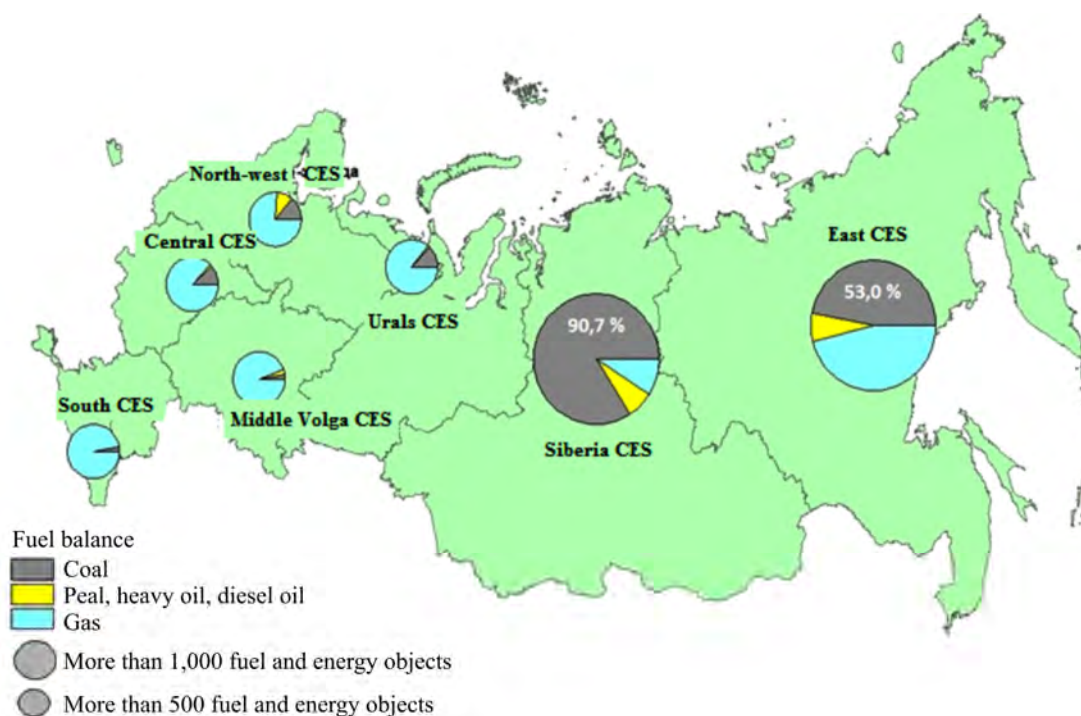 North-west CES
Central CES
Urals CES
East CES
53,0 %
90,7 %
South CES
Middle Volga CES
Siberia CES
Fuel balance
Coal
Peal, heavy oil, diesel oil
Gas
More than 1,000 fuel and energy objects
More than 500 fuel and energy objects